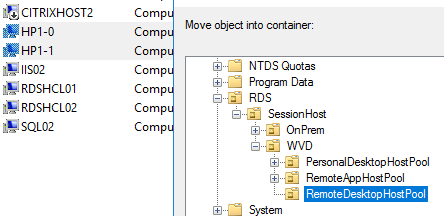 CITRIXHOST2 Compu
HP1-0 Compu
HP1-1 Compu
IIS02 Compu
RDSHCL01 Compu
RDSHCL02 Compu
SQL02 Compu
Move object into container:
NTDS Quotas
Program Data
RDS
SessionHost
OnPrem
WVD
PersonalDesktopHostPool
RemoteAppHostPool
RemoteDesktopHostPool
System